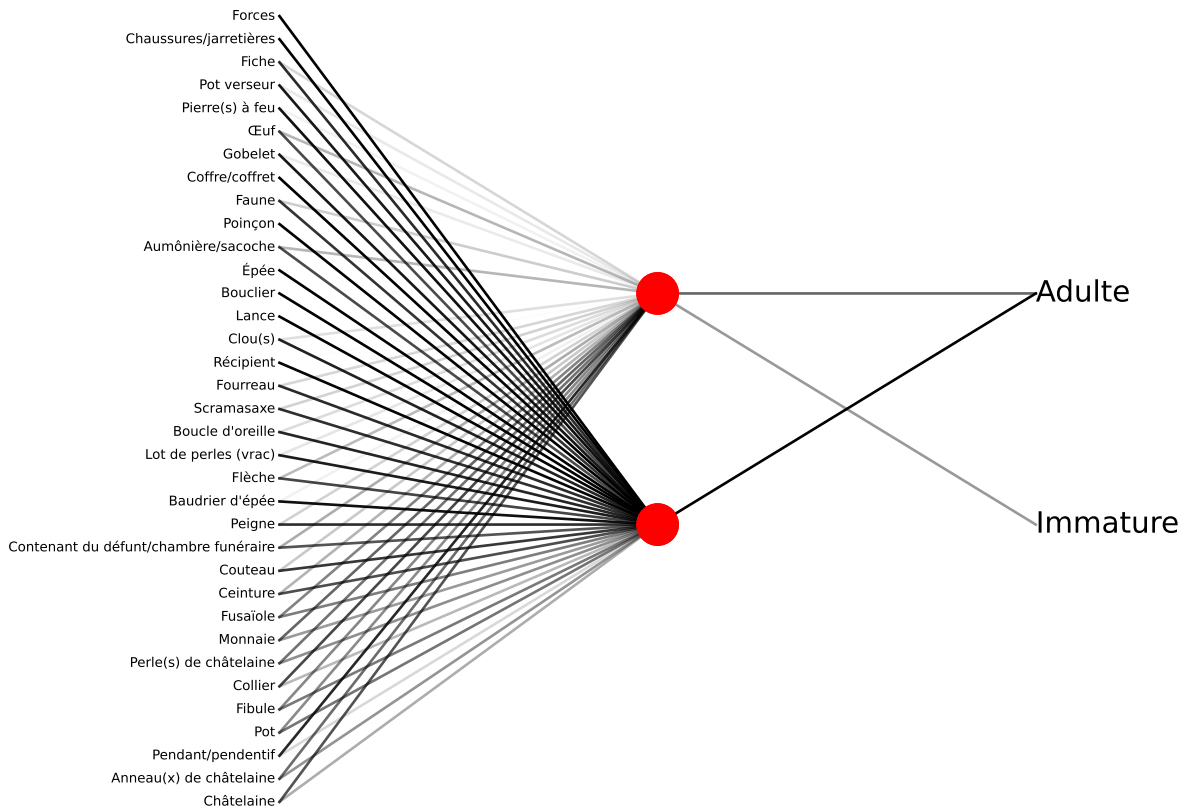 Forces
Chaussures/jarretières
Fiche
Pot verseur
Pierre(s) à feu
Œuf
Gobelet
Coffre/coffret
Faune
Poinçon
Aumônière/sacoche
Épée
Bouclier
Lance
Clou(s)
Récipient
Fourreau
Scramasaxe
Boucle d'oreille
Lot de perles (vrac)
Flèche
Baudrier d'épée
Peigne
Contenant du défunt/chambre funéraire
Couteau
Ceinture
Fusaïole
Monnaie
Perle(s) de châtelaine
Collier
Fibule
Pot
Pendant/pendentif
Anneau(x) de châtelaine
Châtelaine
Adulte
Immature